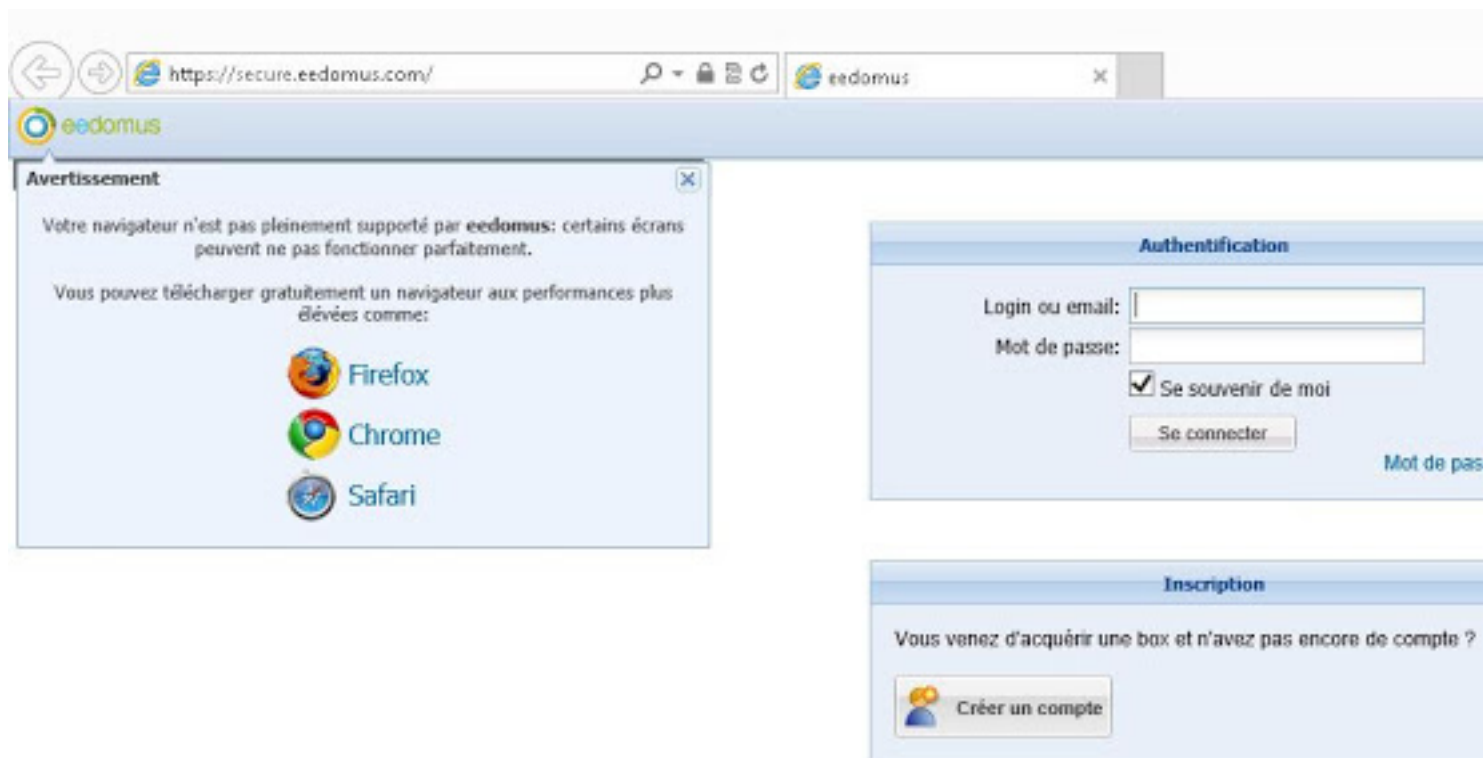 https://secure.eedomus.com/
eedomus
eedomus
Avertissement
Votre navigateur n'est pas pleinement supporté par eedomus: certains écrans
peuvent ne pas fonctionner parfaitement.
Vous pouvez télécharger gratuitement un navigateur aux performances plus
élévées comme:
Firefox
Chrome
Safari
Authentification
Login ou email:
Mot de passe:
Se souvenir de moi
Se connecter
Mot de pas
Inscription
Vous venez d'acquérir une box et n'avez pas encore de compte ?
Créer un compte